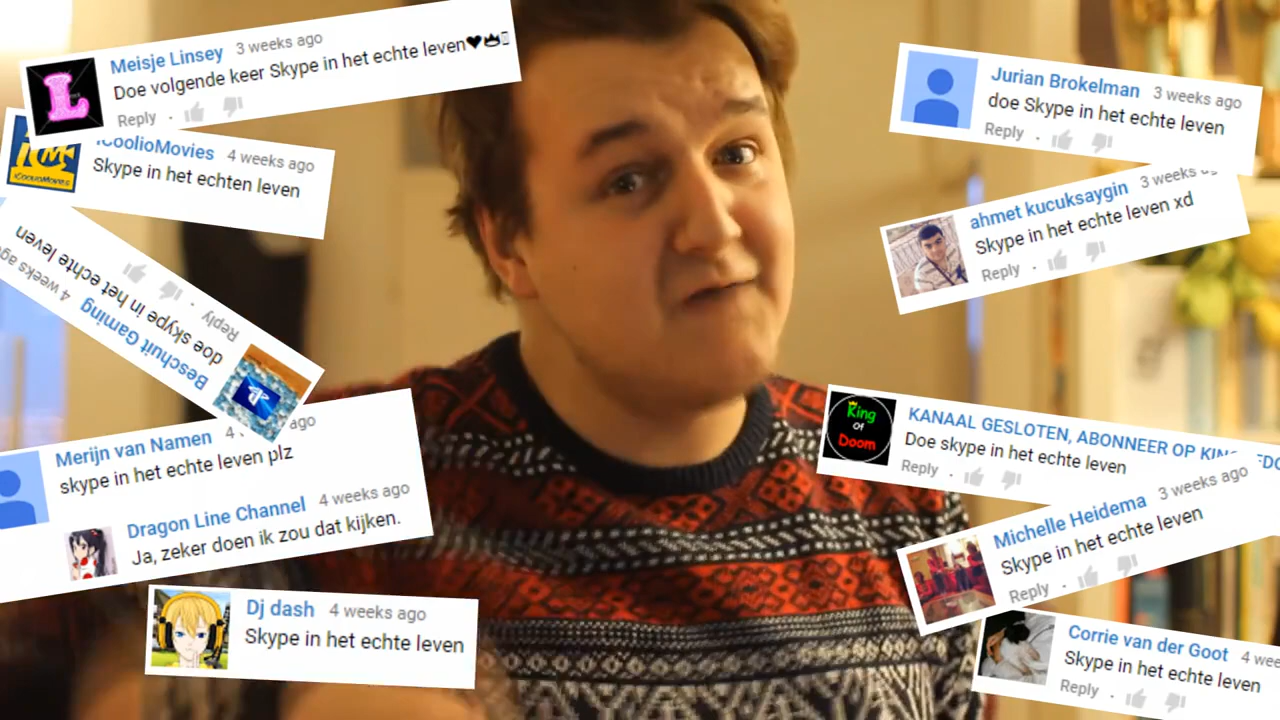 Meisje Linsey 3 weeks ago
Doe volgende keer Skype in het echte leven♥
Reply
iCoolioMovies 4 weeks ago
Skype in het echten leven
iCoolioMovies
Beschuit Gaming 4 weeks ago
doe skype in het echte leven
Reply
Merijn van Namen 4 ago
skype in het echte leven plz
Dragon Line Channel 4 weeks ago
Ja, zeker doen ik zou dat kijken.
Dj dash 4 weeks ago
Skype in het echte leven
Jurian Brokelman 3 weeks ago
doe Skype in het echte leven
Reply
ahmet kucuksaygin 3 weeks
Skype in het echte leven xd
Reply
King
OF
Doom
KANAAL GESLOTEN, ABONNEER OP
Doe skype in het echte leven
Reply
Michelle Heidema 3 weeks ago
Skype in het echte leven
Reply
Corrie van der Goot 4
Skype in het echte leven
Reply